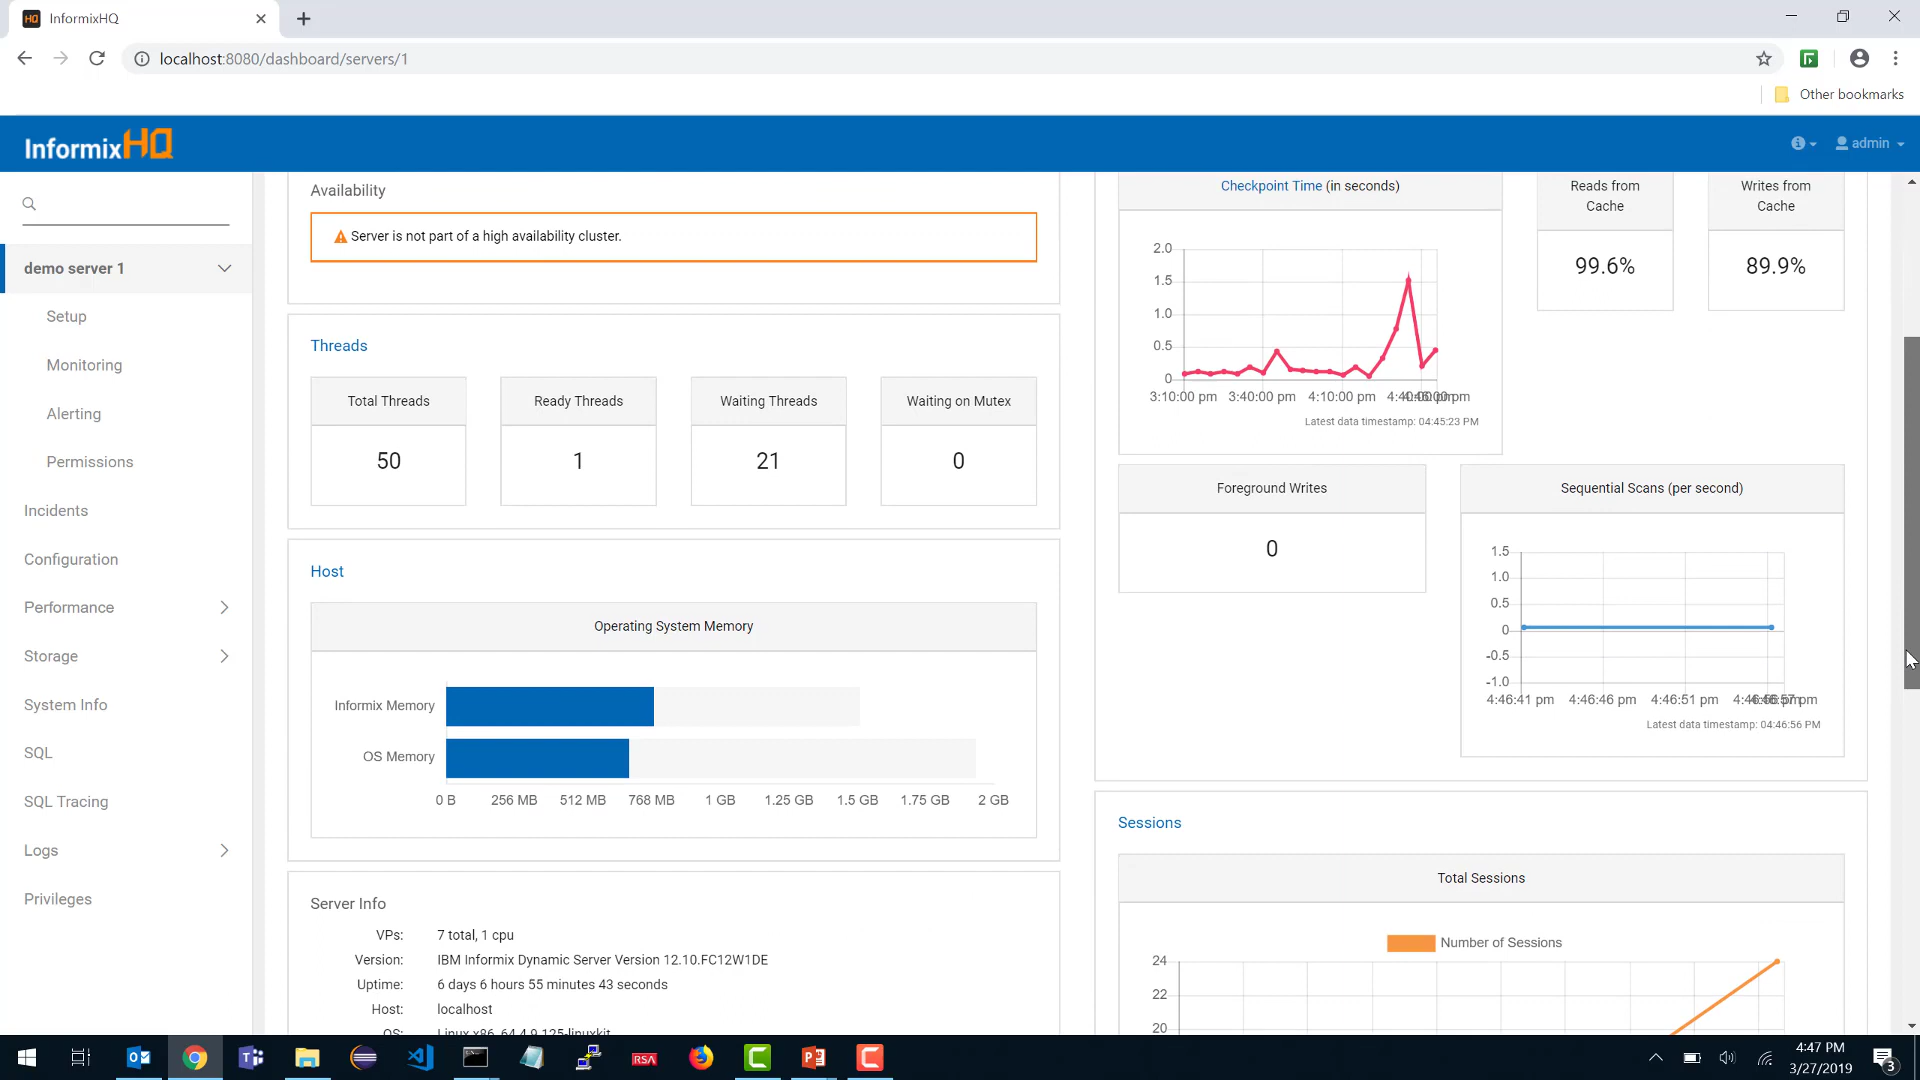 HQ InformixHQ
localhost:8080/dashboard/servers/1
Other bookmarks
InformixHQ
admin
demo server 1
Setup
Monitoring
Alerting
Permissions
Incidents
Configuration
Performance
Storage
System Info
SQL
SQL Tracing
Logs
Privileges
Availability
Server is not part of a high availability cluster.
Threads
Total Threads
Ready Threads
Waiting Threads
Waiting on Mutex
50
1
21
0
Host
Operating System Memory
Informix Memory
OS Memory
0 B 256 MB 512 MB 768 MB 1 GB 1.25 GB 1.5 GB 1.75 GB 2 GB
Server Info
VPs: 7 total, 1 cpu
Version: IBM Informix Dynamic Server Version 12.10.FC12W1DE
Uptime: 6 days 6 hours 55 minutes 43 seconds
Host: localhost
OS: Linux x86_64 4.9.125-linuxkit
Checkpoint Time (in seconds)
2.0
1.5
1.0
0.5
0
3:10:00 pm 3:40:00 pm 4:10:00 pm
Latest data timestamp: 04:45:23 PM
Reads from
Cache
99.6%
Writes from
Cache
89.9%
Foreground Writes
0
Sequential Scans (per second)
1.5
1.0
0.5
0
-0.5
-1.0
4:46:41 pm 4:46:46 pm 4:46:51 pm
Latest data timestamp: 04:46:56 PM
Sessions
Total Sessions
Number of Sessions
24
22
20
RSA
4:47 PM
3/27/2019
3